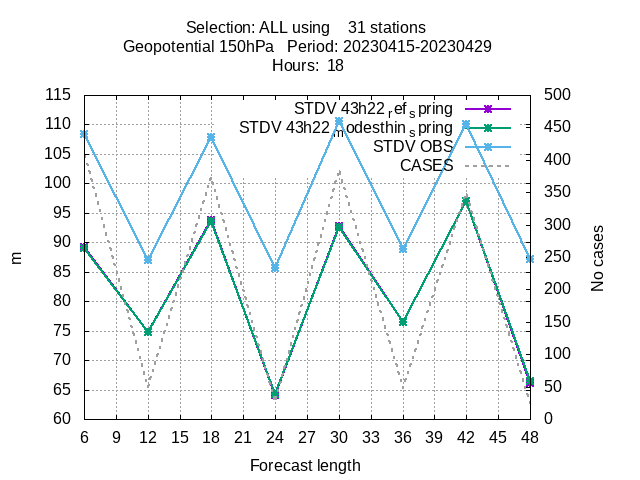 Selection: ALL using 31 stations
Geopotential 150hPa Period: 20230415-20230429
Hours: 18
STDV 43h22_ref_spring
STDV 43h22_modesthin_spring
STDV OBS
CASES
115
110
105
100
95
90
85
80
75
70
65
60
500
450
400
350
300
250
200
150
100
50
0
m
No cases
6 9 12 15 18 21 24 27 30 33 36 39 42 45 48
Forecast length